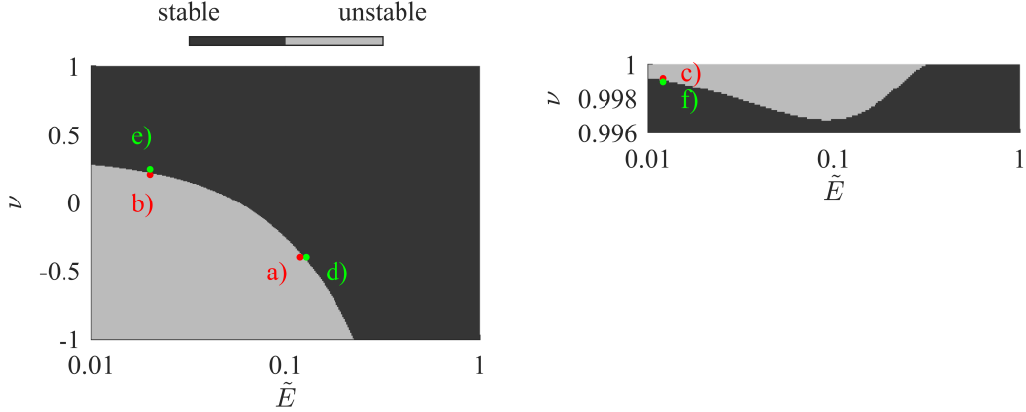 stable unstable
1
0.5
0
-0.5
-1
ν
e)
b)
a)
d)
0.01 0.1 1
Ẽ
1
0.998
0.996
ν
c)
f)
0.01 0.1 1
Ẽ